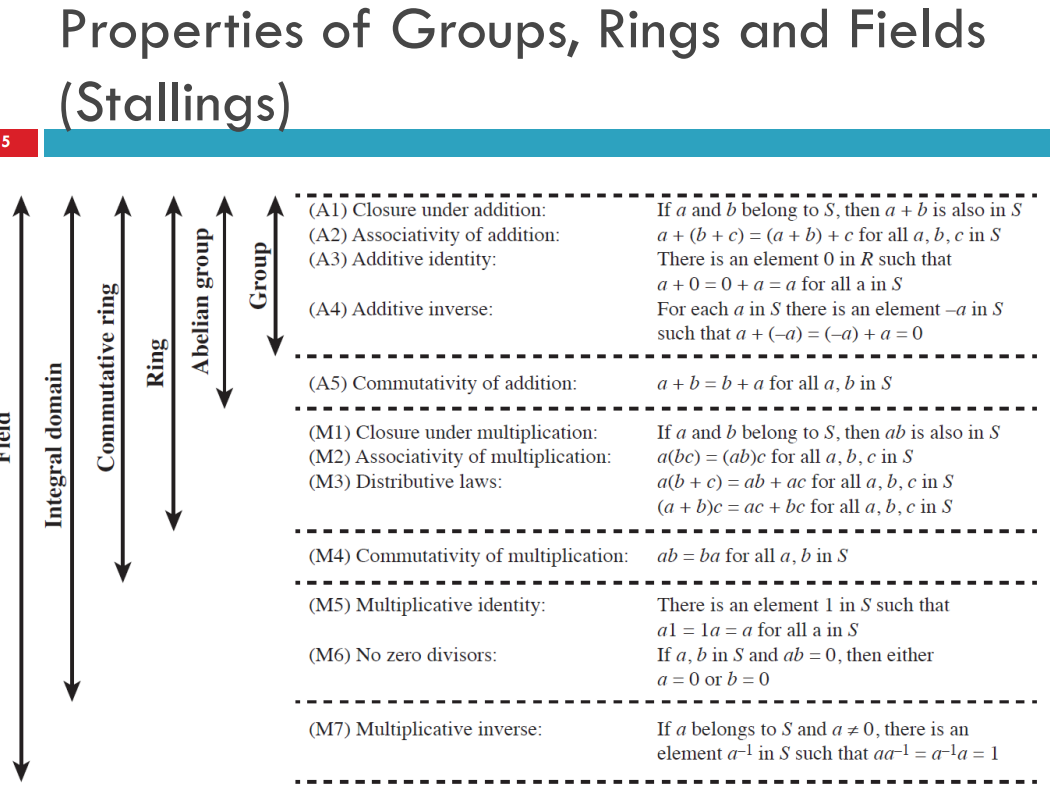 Properties of Groups, Rings and Fields
(Stallings)
5
Field
Integral domain
Commutative ring
Ring
Abelian group
Group
(A1) Closure under addition: If a and b belong to S, then a + b is also in S
(A2) Associativity of addition: a + (b + c) = (a + b) + c for all a, b, c in S
(A3) Additive identity: There is an element 0 in R such that
a + 0 = 0 + a = a for all a in S
(A4) Additive inverse: For each a in S there is an element –a in S
such that a + (–a) = (–a) + a = 0
(A5) Commutativity of addition: a + b = b + a for all a, b in S
(M1) Closure under multiplication: If a and b belong to S, then ab is also in S
(M2) Associativity of multiplication: a(bc) = (ab)c for all a, b, c in S
(M3) Distributive laws: a(b + c) = ab + ac for all a, b, c in S
(a + b)c = ac + bc for all a, b, c in S
(M4) Commutativity of multiplication: ab = ba for all a, b in S
(M5) Multiplicative identity: There is an element 1 in S such that
a1 = 1a = a for all a in S
(M6) No zero divisors: If a, b in S and ab = 0, then either
a = 0 or b = 0
(M7) Multiplicative inverse: If a belongs to S and a ≠ 0, there is an
element a⁻¹ in S such that aa⁻¹ = a⁻¹a = 1